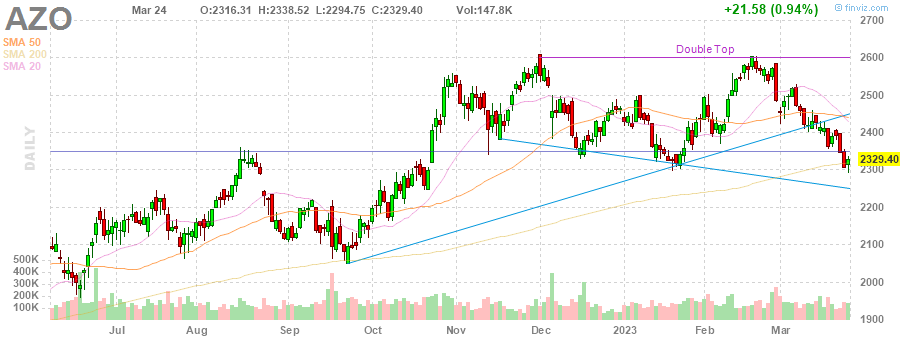 AZO
Mar 24 O:2316.31 H:2338.52 L:2294.75 C:2329.40 Vol:147.8K +21.58 (0.94%)
finviz.com
SMA 50
SMA 200
SMA 20
DAILY
Double Top
2700
2600
2500
2400
2329.40
2300
2200
2100
2000
1900
500K
400K
300K
200K
100K
Jul Aug Sep Oct Nov Dec 2023 Feb Mar